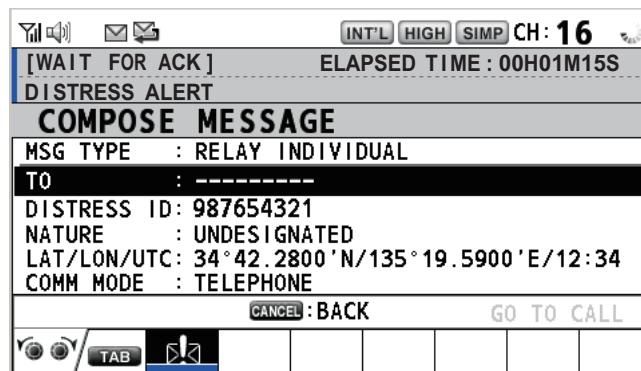 INT'L HIGH SIMP CH: 16
[WAIT FOR ACK] ELAPSED TIME : 00H01M15S
DISTRESS ALERT
COMPOSE MESSAGE
MSG TYPE : RELAY INDIVIDUAL
TO : ---------
DISTRESS ID: 987654321
NATURE : UNDESIGNATED
LAT/LON/UTC: 34°42.2800'N/135°19.5900'E/12:34
COMM MODE : TELEPHONE
CANCEL : BACK GO TO CALL
TAB